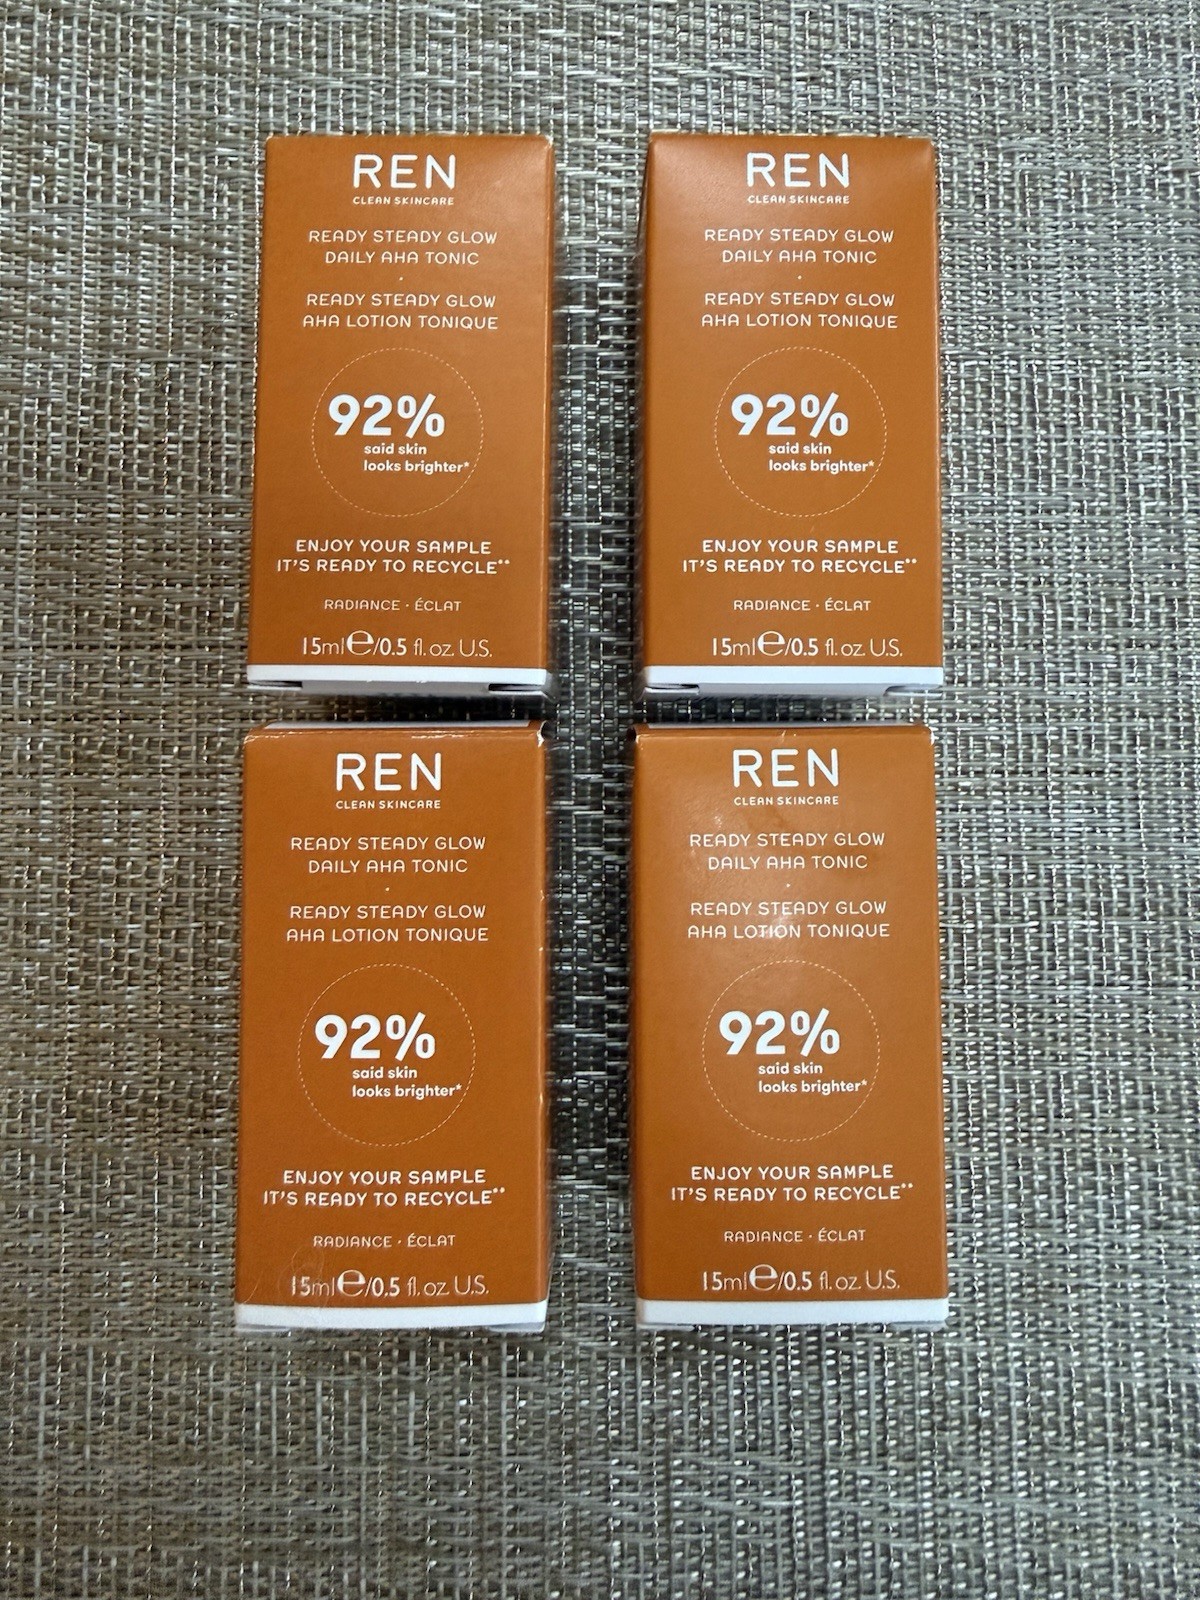 REN
CLEAN SKINCARE
READY STEADY GLOW
DAILY AHA TONIC
·
READY STEADY GLOW
AHA LOTION TONIQUE
92%
said skin
looks brighter*
ENJOY YOUR SAMPLE
IT'S READY TO RECYCLE**
RADIANCE · ÉCLAT
15ml℮/0.5 fl. oz. U.S.
REN
CLEAN SKINCARE
READY STEADY GLOW
DAILY AHA TONIC
·
READY STEADY GLOW
AHA LOTION TONIQUE
92%
said skin
looks brighter*
ENJOY YOUR SAMPLE
IT'S READY TO RECYCLE**
RADIANCE · ÉCLAT
15ml℮/0.5 fl. oz. U.S.
REN
CLEAN SKINCARE
READY STEADY GLOW
DAILY AHA TONIC
·
READY STEADY GLOW
AHA LOTION TONIQUE
92%
said skin
looks brighter*
ENJOY YOUR SAMPLE
IT'S READY TO RECYCLE**
RADIANCE · ÉCLAT
15ml℮/0.5 fl. oz. U.S.
REN
CLEAN SKINCARE
READY STEADY GLOW
DAILY AHA TONIC
·
READY STEADY GLOW
AHA LOTION TONIQUE
92%
said skin
looks brighter*
ENJOY YOUR SAMPLE
IT'S READY TO RECYCLE**
RADIANCE · ÉCLAT
15ml℮/0.5 fl. oz. U.S.